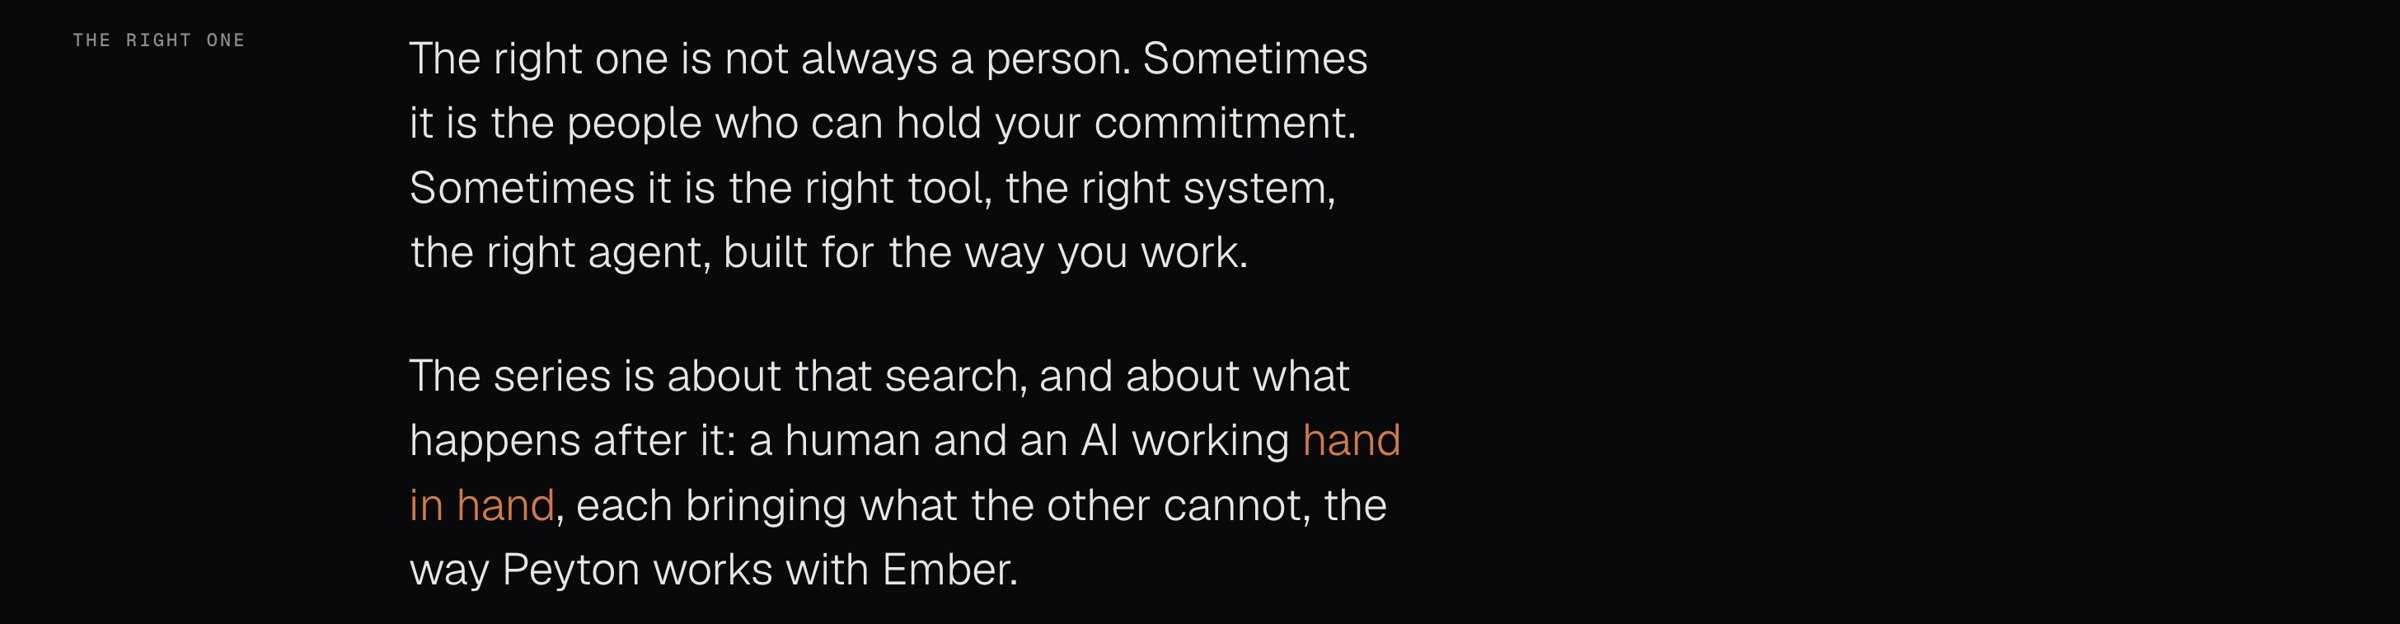 THE RIGHT ONE
The right one is not always a person. Sometimes
it is the people who can hold your commitment.
Sometimes it is the right tool, the right system,
the right agent, built for the way you work.
The series is about that search, and about what
happens after it: a human and an AI working hand
in hand, each bringing what the other cannot, the
way Peyton works with Ember.